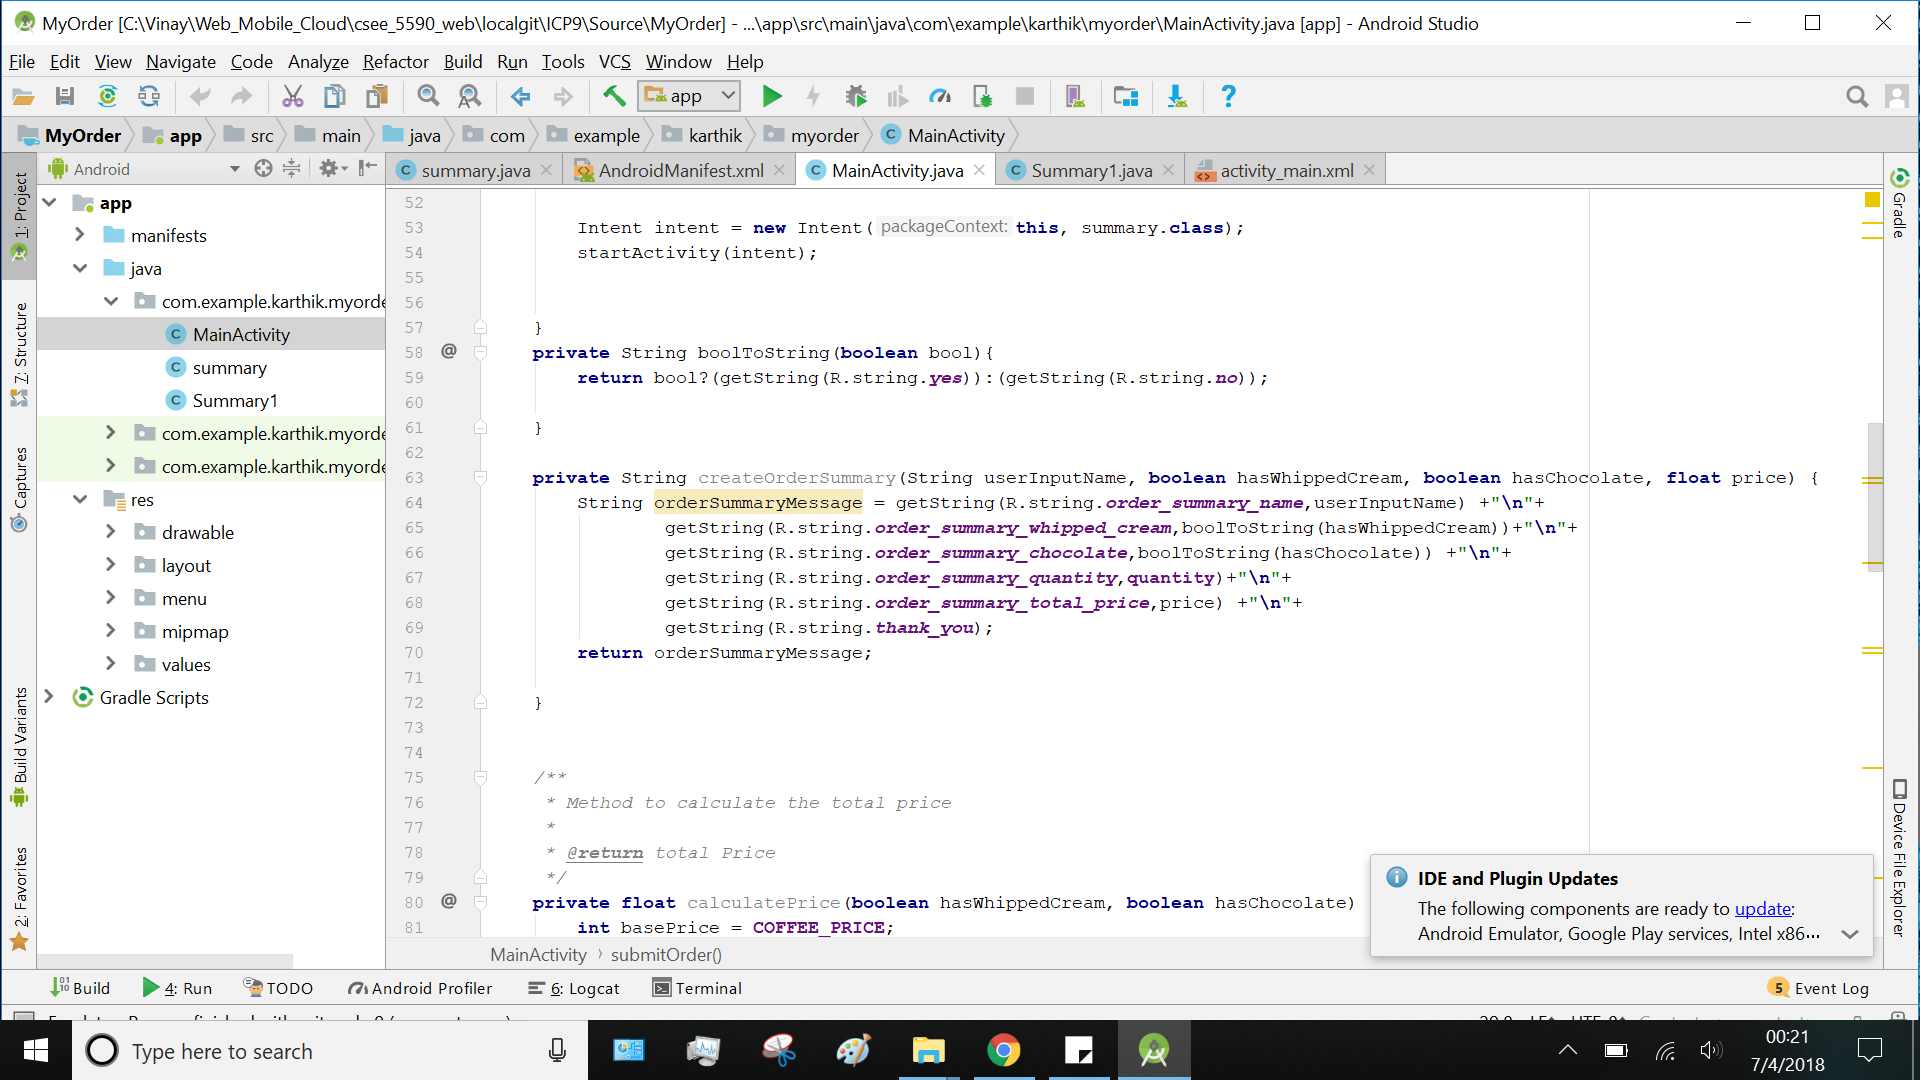 MyOrder [C:\Vinay\Web_Mobile_Cloud\csee_5590_web\localgit\ICP9\Source\MyOrder] - ...\app\src\main\java\com\example\karthik\myorder\MainActivity.java [app] - Android Studio
File Edit View Navigate Code Analyze Refactor Build Run Tools VCS Window Help
app
MyOrder app src main java com example karthik myorder MainActivity
Android
summary.java AndroidManifest.xml MainActivity.java Summary1.java activity_main.xml
1: Project
7: Structure
Captures
Build Variants
2: Favorites
app
manifests
java
com.example.karthik.myorde
MainActivity
summary
Summary1
com.example.karthik.myorde
com.example.karthik.myorde
res
drawable
layout
menu
mipmap
values
Gradle Scripts
52
53 Intent intent = new Intent( packageContext: this, summary.class);
54 startActivity(intent);
55
56
57 }
58 @ private String boolToString(boolean bool){
59 return bool?(getString(R.string.yes)):(getString(R.string.no));
60
61 }
62
63 private String createOrderSummary(String userInputName, boolean hasWhippedCream, boolean hasChocolate, float price) {
64 String orderSummaryMessage = getString(R.string.order_summary_name,userInputName) +"\n"+
65 getString(R.string.order_summary_whipped_cream,boolToString(hasWhippedCream))+"\n"+
66 getString(R.string.order_summary_chocolate,boolToString(hasChocolate)) +"\n"+
67 getString(R.string.order_summary_quantity,quantity)+"\n"+
68 getString(R.string.order_summary_total_price,price) +"\n"+
69 getString(R.string.thank_you);
70 return orderSummaryMessage;
71
72 }
73
74
75 /**
76 * Method to calculate the total price
77 *
78 * @return total Price
79 */
80 @ private float calculatePrice(boolean hasWhippedCream, boolean hasChocolate)
81 int basePrice = COFFEE_PRICE;
MainActivity › submitOrder()
Gradle
Device File Explorer
IDE and Plugin Updates
The following components are ready to update:
Android Emulator, Google Play services, Intel x86...
Build 4: Run TODO Android Profiler 6: Logcat Terminal 5 Event Log
Type here to search
00:21
7/4/2018